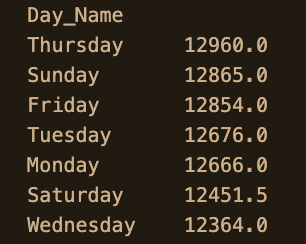 Day_Name
Thursday 12960.0
Sunday 12865.0
Friday 12854.0
Tuesday 12676.0
Monday 12666.0
Saturday 12451.5
Wednesday 12364.0